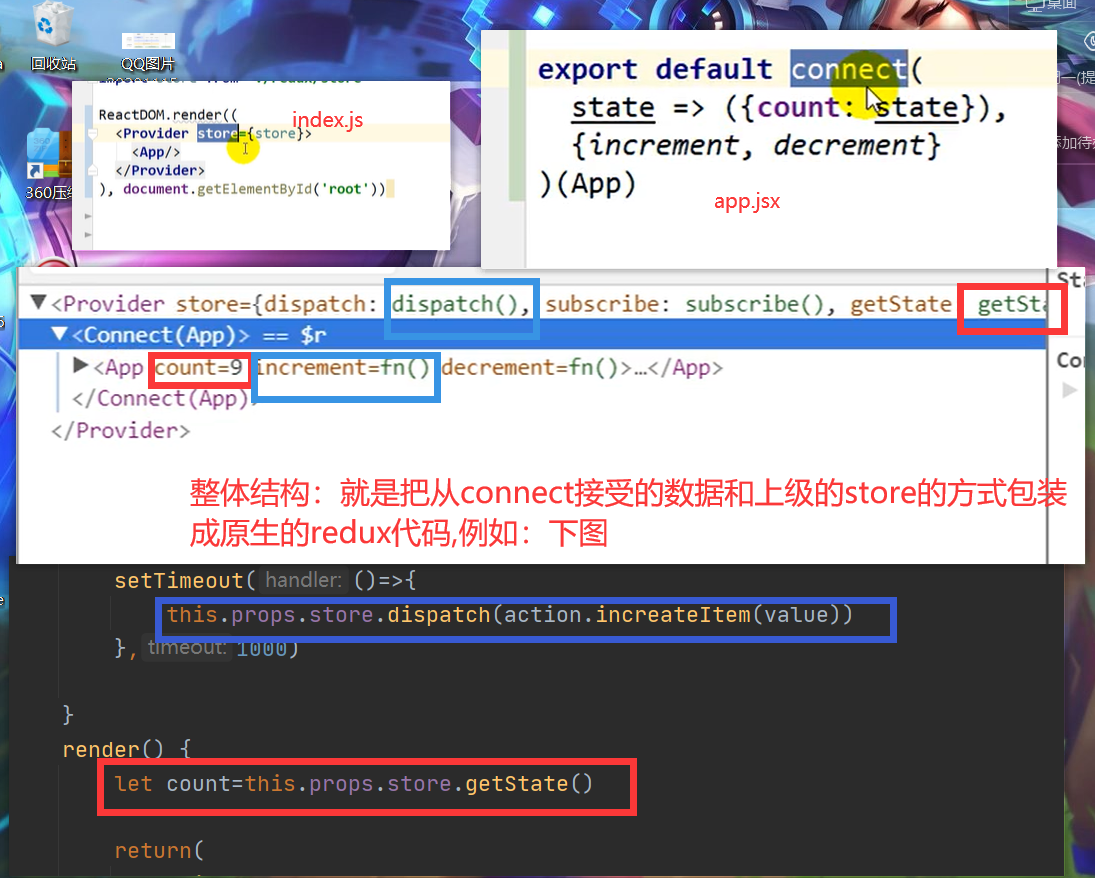 回收站
QQ图片
360压缩
桌面
ReactDOM.render((
<Provider store={store}>
<App/>
</Provider>
), document.getElementById('root'))
index.js
export default connect(
state => ({count: state}),
{increment, decrement}
)(App)
app.jsx
▼<Provider store={dispatch: dispatch(), subscribe: subscribe(), getState getSta
▼<Connect(App)> == $r
▶<App count=9 increment=fn() decrement=fn()>…</App>
</Connect(App)>
</Provider>
整体结构：就是把从connect接受的数据和上级的store的方式包装
成原生的redux代码,例如：下图
setTimeout( handler: ()=>{
this.props.store.dispatch(action.increateItem(value))
}, timeout: 1000)
}
render() {
let count=this.props.store.getState()
return(